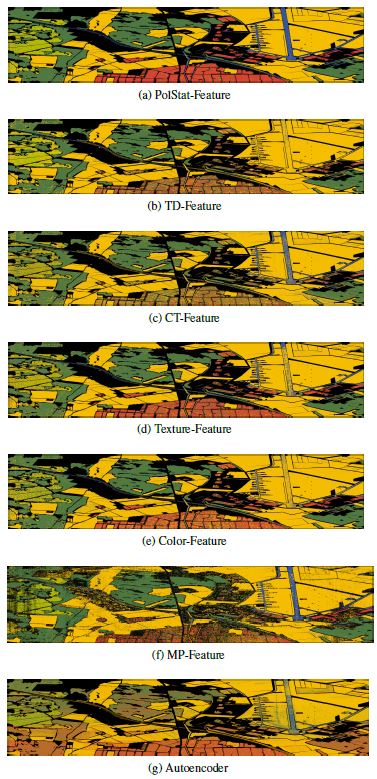 (a) PolStat-Feature
(b) TD-Feature
(c) CT-Feature
(d) Texture-Feature
(e) Color-Feature
(f) MP-Feature
(g) Autoencoder